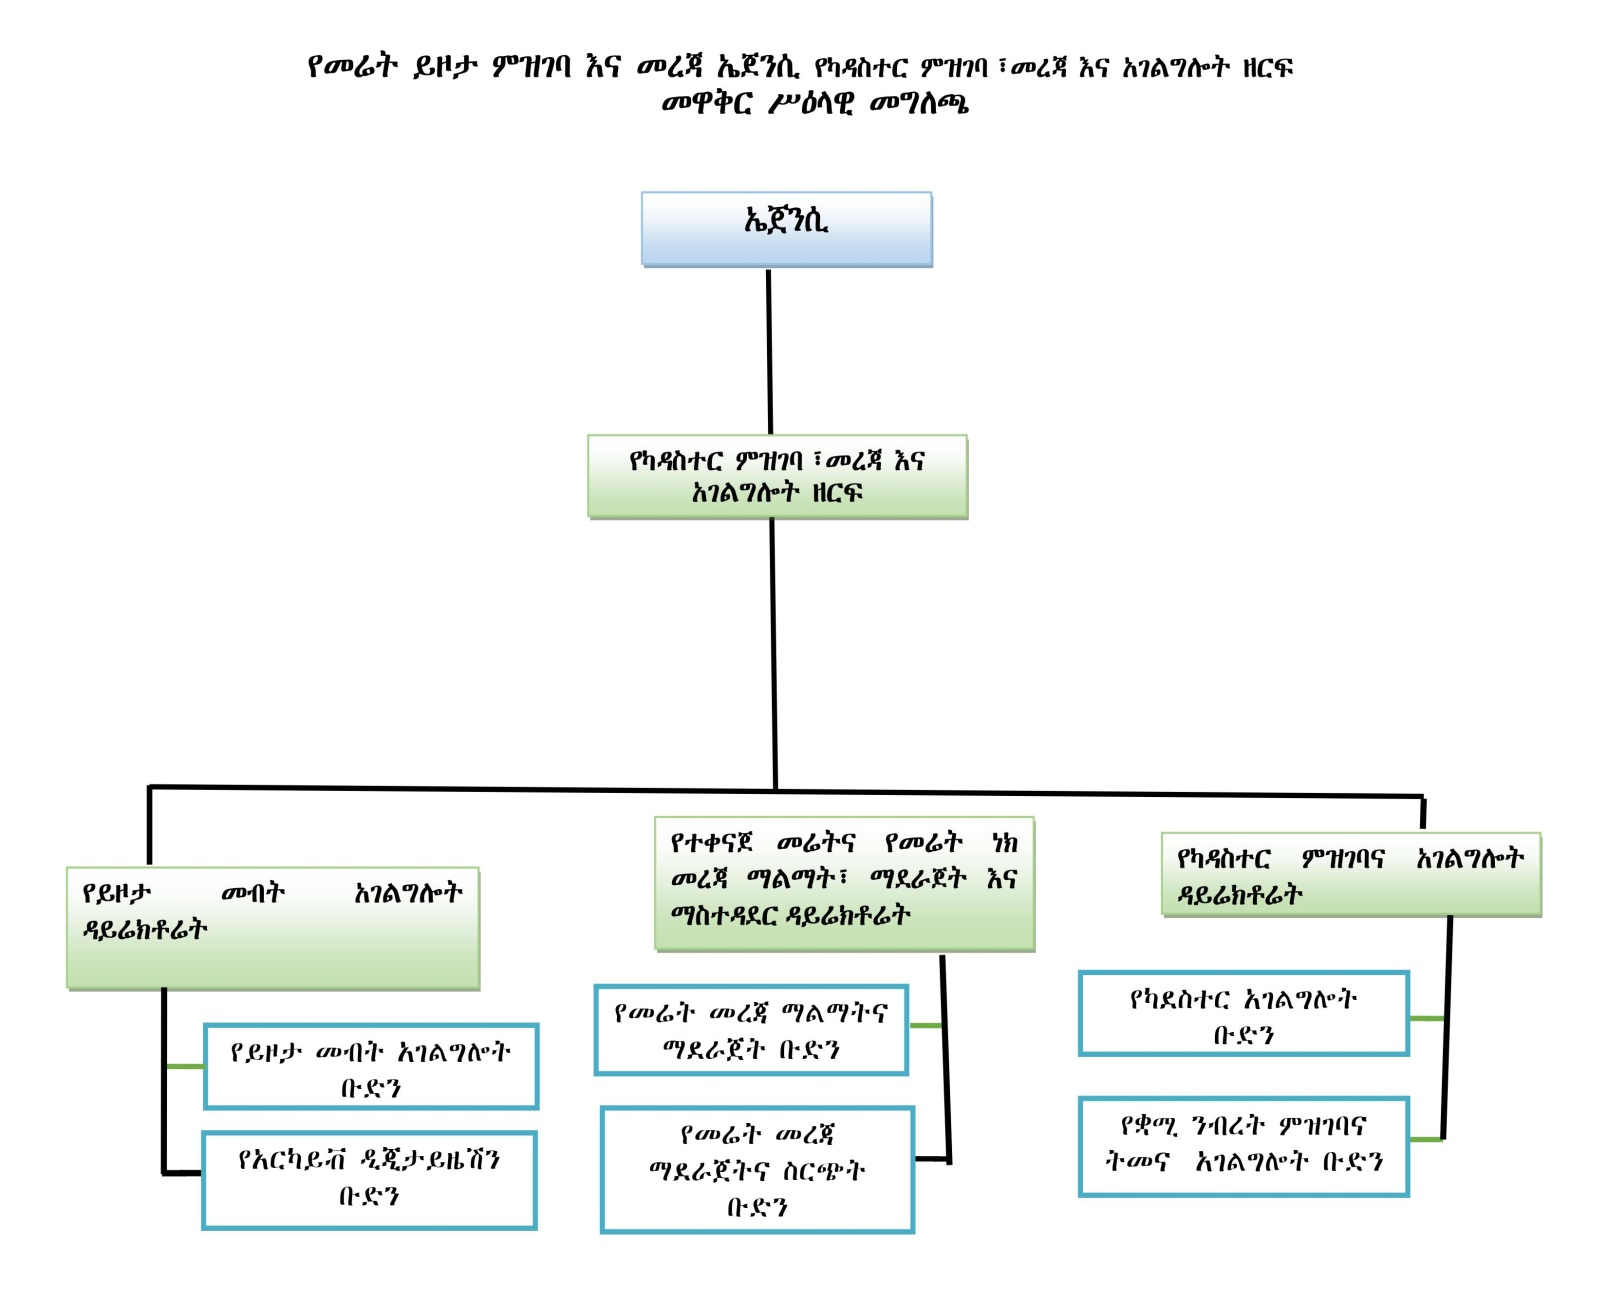 የመሬት ይዞታ ምዝገባ እና መረጃ ኤጀንሲ የካዳስተር ምዝገባ ፣መረጃ እና አገልግሎት ዘርፍ
መዋቅር ሥዕላዊ መግለጫ
ኤጀንሲ
የካዳስተር ምዝገባ ፣መረጃ እና
አገልግሎት ዘርፍ
የይዞታ መብት አገልግሎት
ዳይሬክቶሬት
የይዞታ መብት አገልግሎት
ቡድን
የአርካይቭ ዲጂታይዜሽን
ቡድን
የተቀናጀ መሬትና የመሬት ነክ
መረጃ ማልማት፣ ማደራጀት እና
ማስተዳደር ዳይሬክቶሬት
የመሬት መረጃ ማልማትና
ማደራጀት ቡድን
የመሬት መረጃ
ማደራጀትና ስርጭት
ቡድን
የካዳስተር ምዝገባና አገልግሎት
ዳይሬክቶሬት
የካደስተር አገልግሎት
ቡድን
የቋሚ ንብረት ምዝገባና
ትመና አገልግሎት ቡድን